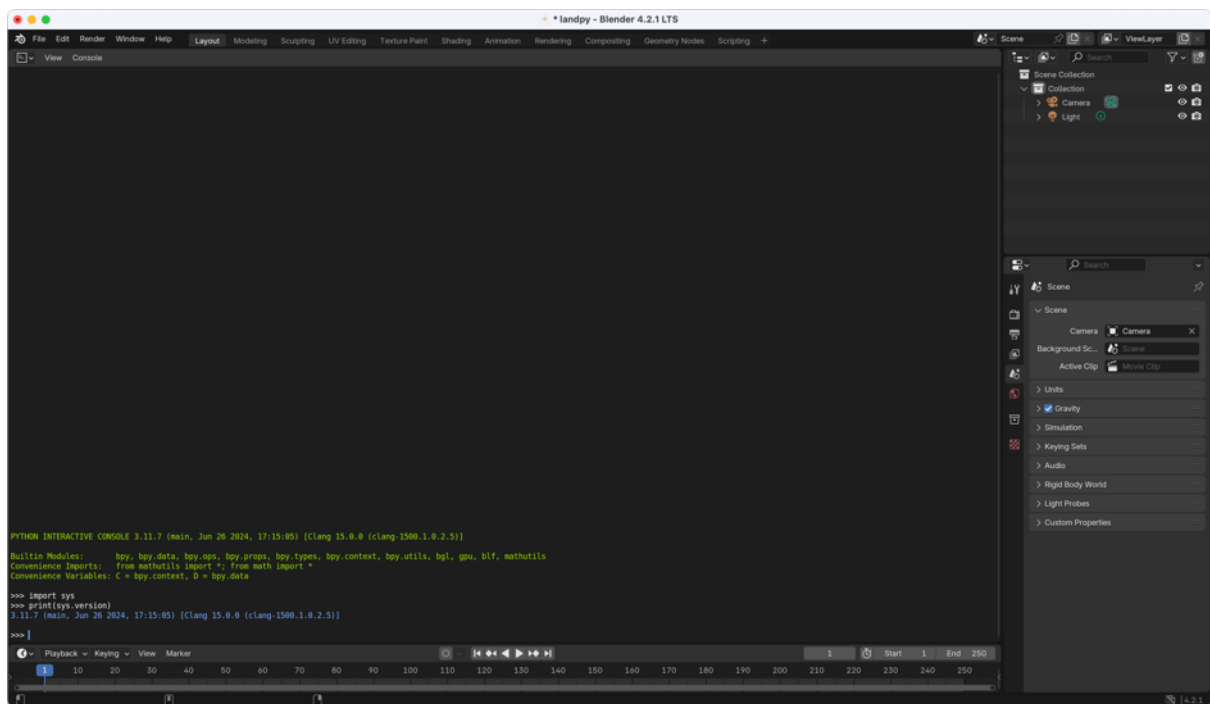 * landpy - Blender 4.2.1 LTS
File Edit Render Window Help Layout Modeling Sculpting UV Editing Texture Paint Shading Animation Rendering Compositing Geometry Nodes Scripting + Scene ViewLayer
View Console
Search
Scene Collection
Collection
Camera
Light
Search
Scene
Scene
Camera Camera
Background Sc... Scene
Active Clip Movie Clip
Units
Gravity
Simulation
Keying Sets
Audio
Rigid Body World
Light Probes
Custom Properties
PYTHON INTERACTIVE CONSOLE 3.11.7 (main, Jun 26 2024, 17:15:05) [Clang 15.0.0 (clang-1500.1.0.2.5)]
Builtin Modules: bpy, bpy.data, bpy.ops, bpy.props, bpy.types, bpy.context, bpy.utils, bgl, gpu, blf, mathutils
Convenience Imports: from mathutils import *; from math import *
Convenience Variables: C = bpy.context, D = bpy.data
>>> import sys
>>> print(sys.version)
3.11.7 (main, Jun 26 2024, 17:15:05) [Clang 15.0.0 (clang-1500.1.0.2.5)]
>>>
Playback Keying View Marker 1 Start 1 End 250
1 10 20 30 40 50 60 70 80 90 100 110 120 130 140 150 160 170 180 190 200 210 220 230 240 250
4.2.1